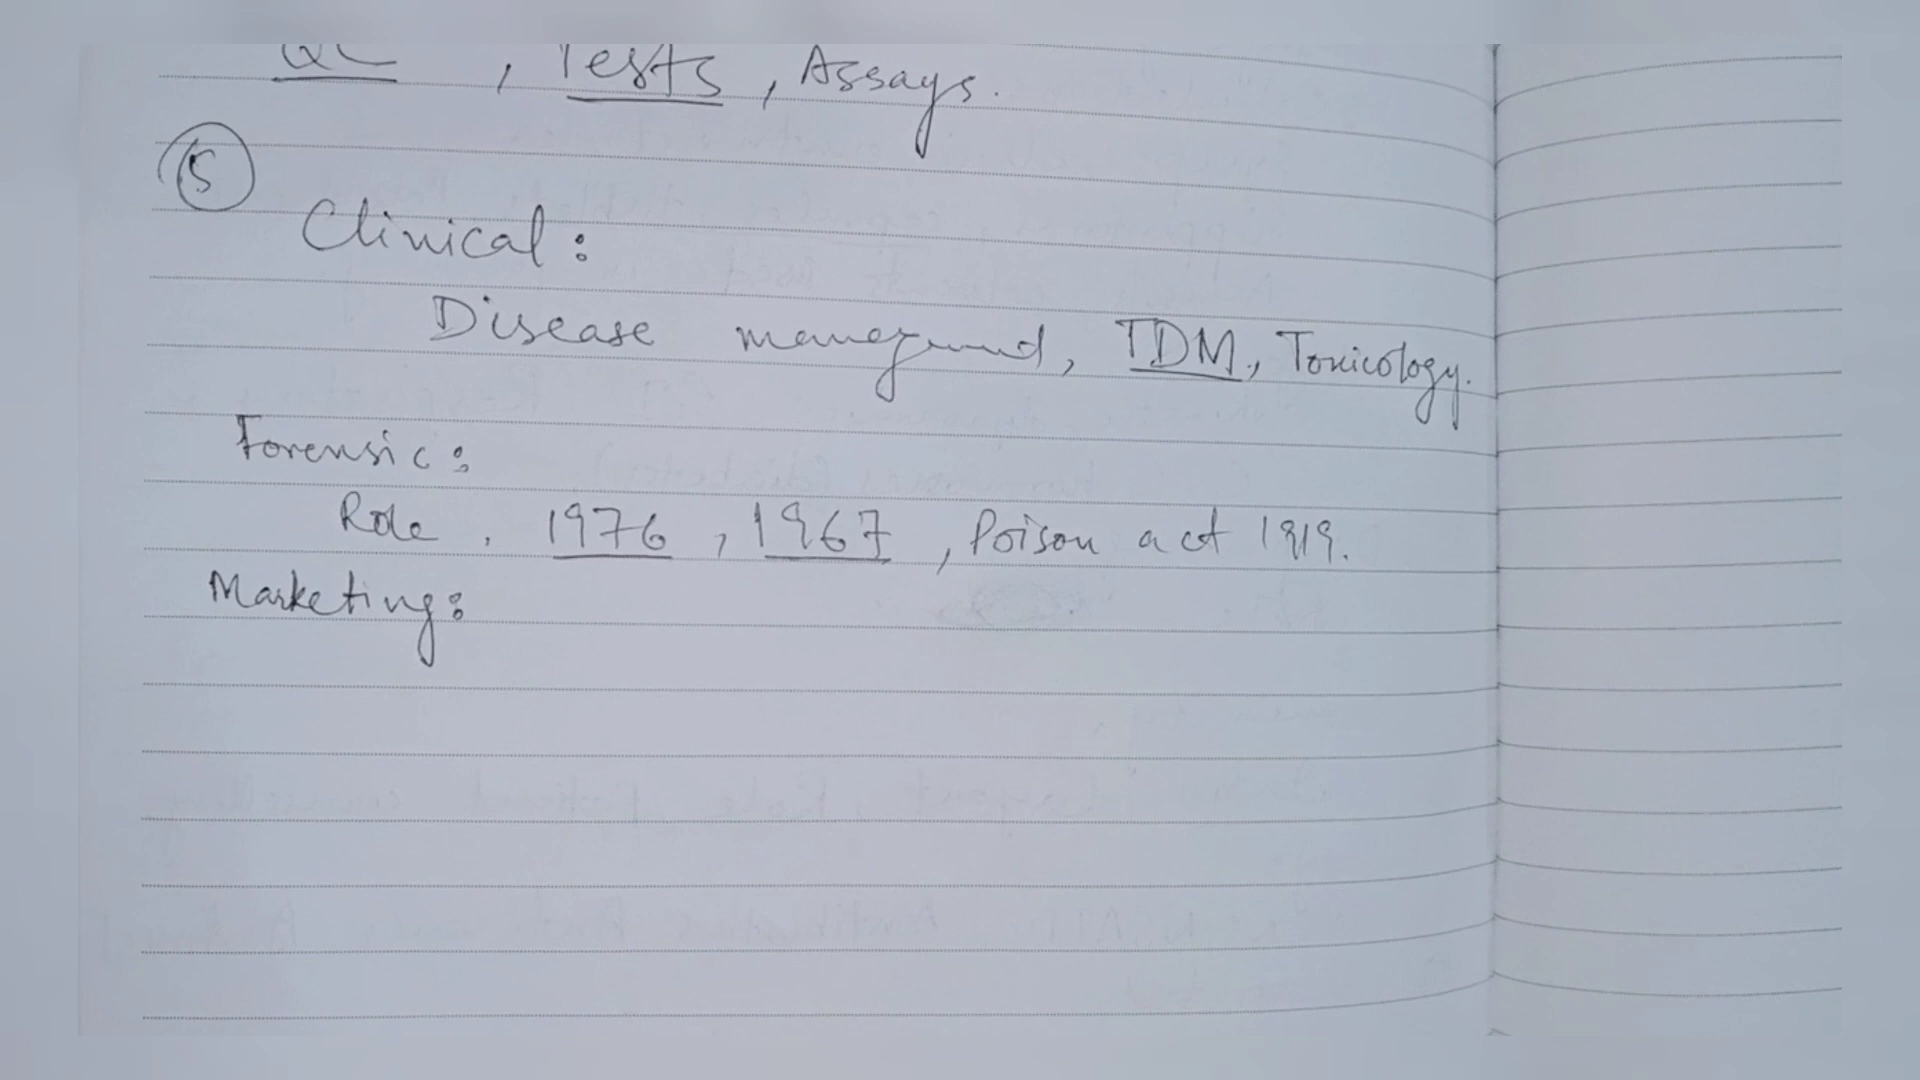 QC, Tests, Assays.
5
Clinical:
Disease management, TDM, Toxicology.
Forensic:
Role, 1976, 1967, Poison act 1919.
Marketing: